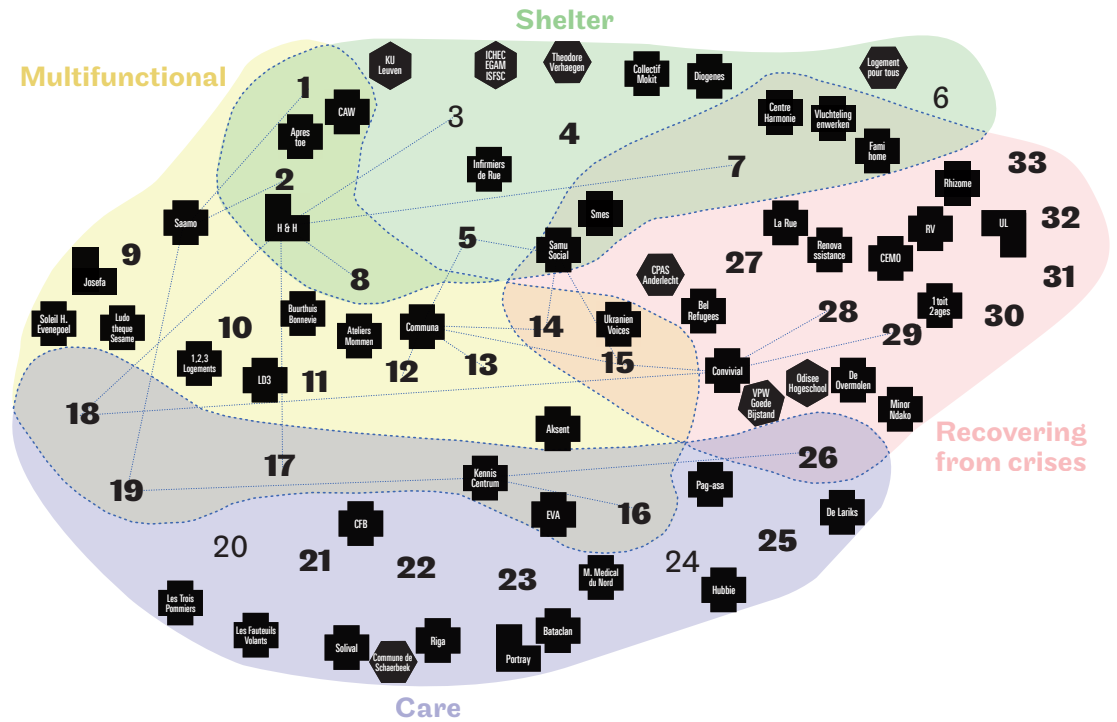 Shelter
Multifunctional
KU
Leuven
ICHEC
EGAM
ISFSC
Theodore
Verhaegen
Collectif
Mokit
Diogenes
Logement
pour tous
1
CAW
3
6
Apres
toe
4
Centre
Harmonie
Vluchteling
enwerken
Fami
home
Infirmiers
de Rue
7
33
2
Rhizome
Saamo
H & H
Smes
La Rue
RV
UL
32
5
Samu
Social
Renova
ssistance
CEMO
9
Josefa
8
CPAS
Anderlecht
27
31
Soleil H.
Evenepoel
Ludo
theque
Sesame
10
Buurthuis
Bonnevie
Ateliers
Mommen
Communa
14
Ukranien
Voices
Bel
Refugees
28
1 toit
2ages
30
29
1,2,3
Logements
LD3
11
12
13
15
Convivial
VPW
Goede
Bijstand
Odisee
Hogeschool
De
Overmolen
Minor
Ndako
18
Aksent
Recovering
from crises
17
19
Kennis
Centrum
26
Pag-asa
16
EVA
De Lariks
CFB
20
21
22
23
24
25
M. Medical
du Nord
Hubbie
Les Trois
Pommiers
Les Fauteuils
Volants
Solival
Commune de
Schaerbeek
Riga
Portray
Bataclan
Care